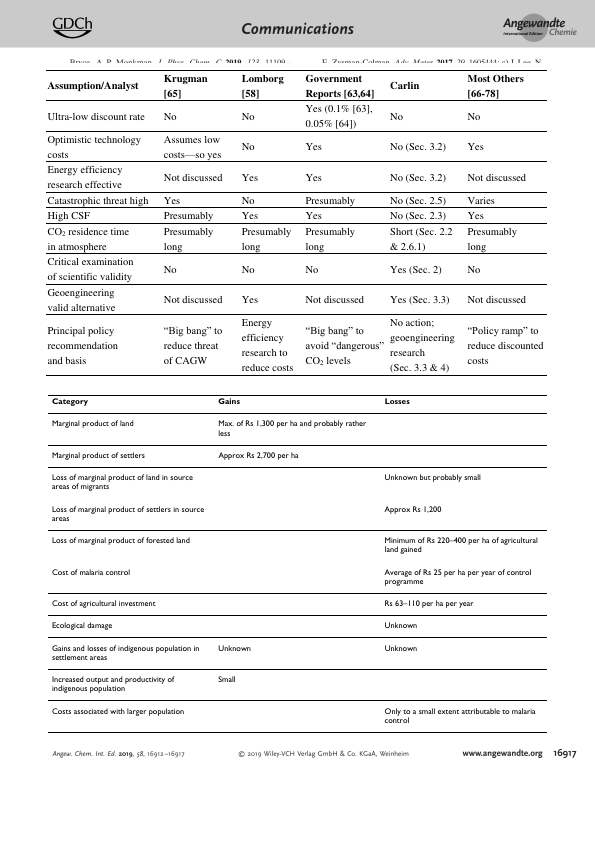 GDCh
Communications
Angewandte
International Edition Chemie
Bryce, A. P. Monkman, J. Phys. Chem. C 2019, 123, 11109
E. Zysman-Colman, Adv. Mater. 2017, 29, 1605444; c) J. Lee, N.
Assumption/Analyst Krugman [65] Lomborg [58] Government Reports [63,64] Carlin Most Others [66-78]
Ultra-low discount rate No No Yes (0.1% [63], 0.05% [64]) No No
Optimistic technology costs Assumes low costs—so yes No Yes No (Sec. 3.2) Yes
Energy efficiency research effective Not discussed Yes Yes No (Sec. 3.2) Not discussed
Catastrophic threat high Yes No Presumably No (Sec. 2.5) Varies
High CSF Presumably Yes Yes No (Sec. 2.3) Yes
CO2 residence time in atmosphere Presumably long Presumably long Presumably long Short (Sec. 2.2 & 2.6.1) Presumably long
Critical examination of scientific validity No No No Yes (Sec. 2) No
Geoengineering valid alternative Not discussed Yes Not discussed Yes (Sec. 3.3) Not discussed
Principal policy recommendation and basis “Big bang” to reduce threat of CAGW Energy efficiency research to reduce costs “Big bang” to avoid “dangerous” CO2 levels No action; geoengineering research (Sec. 3.3 & 4) “Policy ramp” to reduce discounted costs
Category Gains Losses
Marginal product of land Max. of Rs 1,300 per ha and probably rather less
Marginal product of settlers Approx Rs 2,700 per ha
Loss of marginal product of land in source areas of migrants Unknown but probably small
Loss of marginal product of settlers in source areas Approx Rs 1,200
Loss of marginal product of forested land Minimum of Rs 220–400 per ha of agricultural land gained
Cost of malaria control Average of Rs 25 per ha per year of control programme
Cost of agricultural investment Rs 63–110 per ha per year
Ecological damage Unknown
Gains and losses of indigenous population in settlement areas Unknown Unknown
Increased output and productivity of indigenous population Small
Costs associated with larger population Only to a small extent attributable to malaria control
Angew. Chem. Int. Ed. 2019, 58, 16912–16917
© 2019 Wiley-VCH Verlag GmbH & Co. KGaA, Weinheim
www.angewandte.org 16917